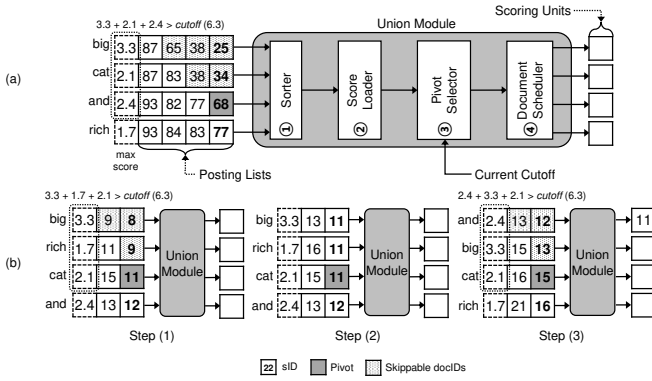 3.3 + 2.1 + 2.4 > cutoff (6.3)
Union Module
Scoring Units
(a)
big 3.3 87 65 38 25
cat 2.1 87 83 38 34
and 2.4 93 82 77 68
rich 1.7 93 84 83 77
max score
Posting Lists
Sorter
1
Score Loader
2
Pivot Selector
3
Document Scheduler
4
Current Cutoff
(b)
3.3 + 1.7 + 2.1 > cutoff (6.3)
big 3.3 9 8
rich 1.7 11 9
cat 2.1 15 11
and 2.4 13 12
Union Module
Step (1)
big 3.3 13 11
rich 1.7 16 11
cat 2.1 15 11
and 2.4 13 12
Union Module
Step (2)
2.4 + 3.3 + 2.1 > cutoff (6.3)
and 2.4 13 12
big 3.3 15 13
cat 2.1 16 15
rich 1.7 21 16
Union Module
11
Step (3)
22 sID
Pivot
Skippable docIDs